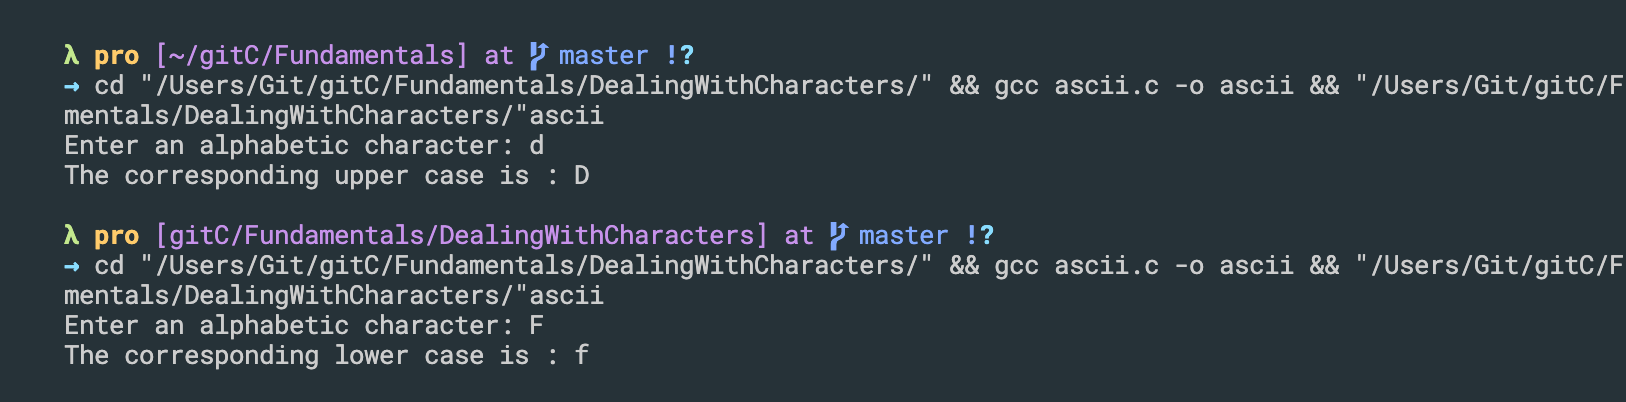 λ pro [~/gitC/Fundamentals] at master !?
→ cd "/Users/Git/gitC/Fundamentals/DealingWithCharacters/" && gcc ascii.c -o ascii && "/Users/Git/gitC/F
mentals/DealingWithCharacters/"ascii
Enter an alphabetic character: d
The corresponding upper case is : D
λ pro [gitC/Fundamentals/DealingWithCharacters] at master !?
→ cd "/Users/Git/gitC/Fundamentals/DealingWithCharacters/" && gcc ascii.c -o ascii && "/Users/Git/gitC/F
mentals/DealingWithCharacters/"ascii
Enter an alphabetic character: F
The corresponding lower case is : f